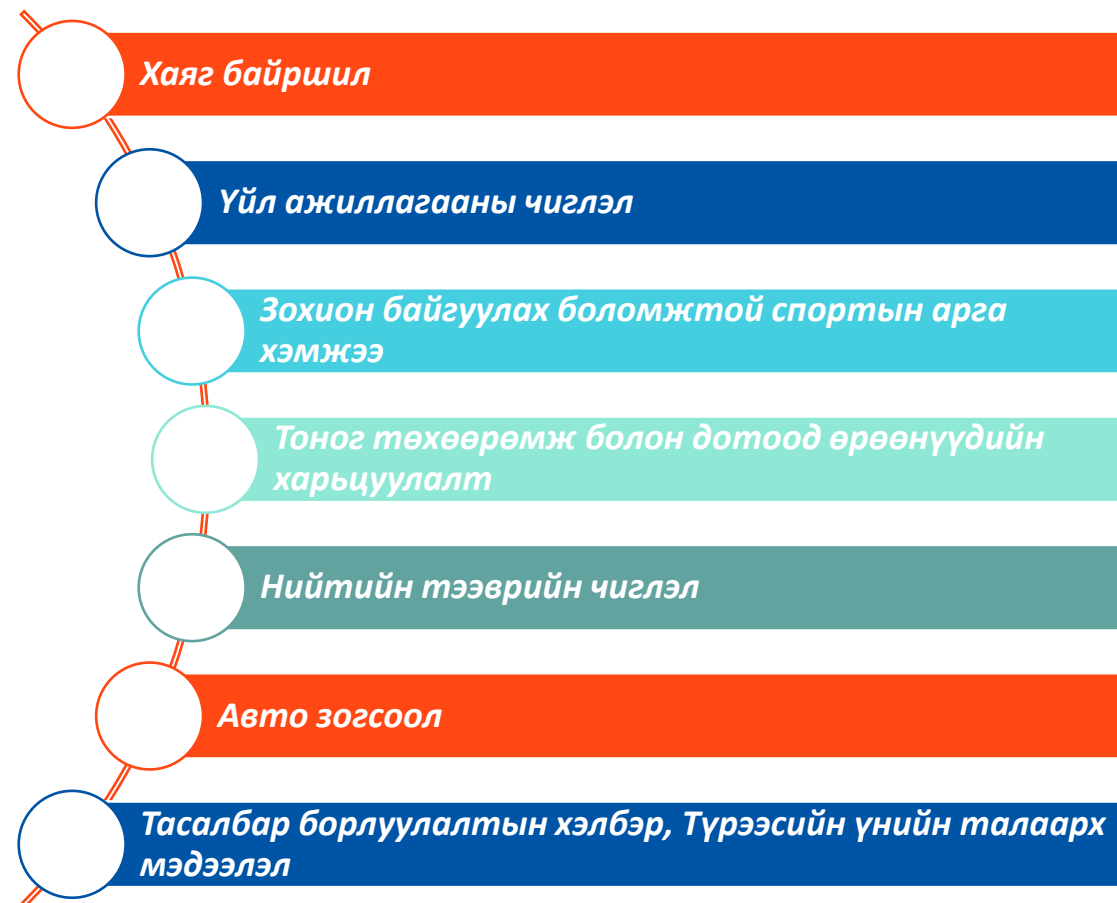 Хаяг байршил
Үйл ажиллагааны чиглэл
Зохион байгуулах боломжтой спортын арга
хэмжээ
Тоног төхөөрөмж болон дотоод өрөөнүүдийн
харьцуулалт
Нийтийн тээврийн чиглэл
Авто зогсоол
Тасалбар борлуулалтын хэлбэр, Түрээсийн үнийн талаарх
мэдээлэл